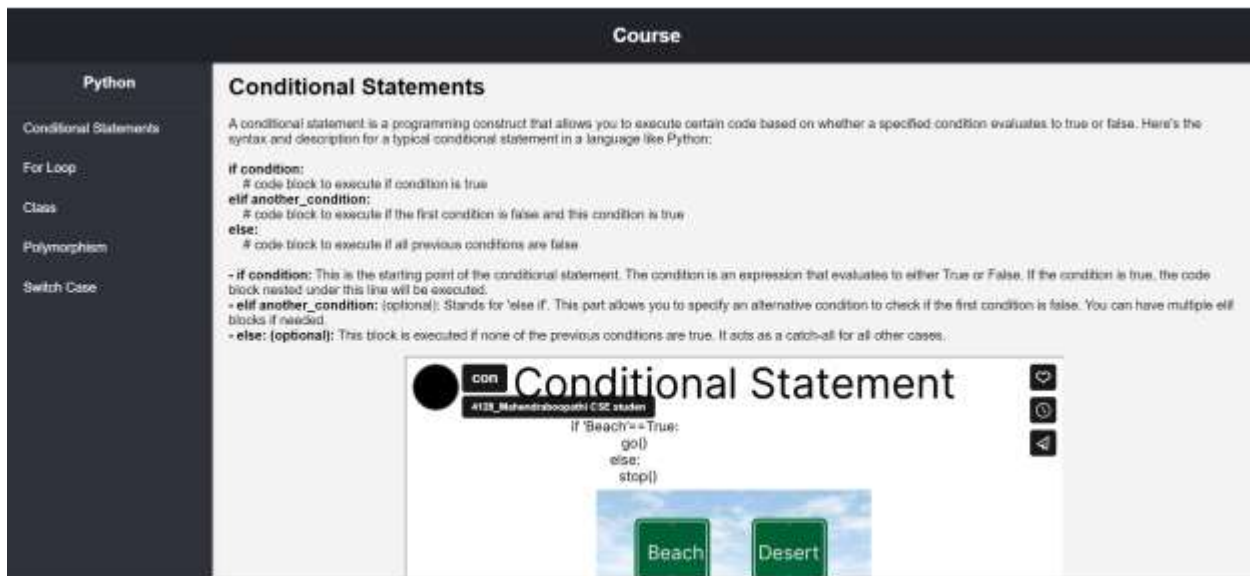 Course
Python
Conditional Statements
For Loop
Class
Polymorphism
Switch Case
Conditional Statements
A conditional statement is a programming construct that allows you to execute certain code based on whether a specified condition evaluates to true or false. Here's the
syntax and description for a typical conditional statement in a language like Python:
if condition:
# code block to execute if condition is true
elif another_condition:
# code block to execute if the first condition is false and this condition is true
else:
# code block to execute if all previous conditions are false
- if condition: This is the starting point of the conditional statement. The condition is an expression that evaluates to either True or False. If the condition is true, the code
block nested under this line will be executed.
- elif another_condition: (optional): Stands for 'else if'. This part allows you to specify an alternative condition to check if the first condition is false. You can have multiple elif
blocks if needed.
- else: (optional): This block is executed if none of the previous conditions are true. It acts as a catch-all for all other cases.
con
Conditional Statement
4128_Mahendraboopathi CSE studen
if 'Beach'==True:
go()
else:
stop()
Beach
Desert